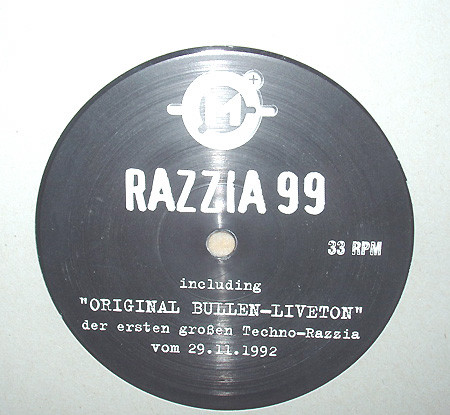 M+
RAZZIA 99
33 RPM
including
"ORIGINAL BULLEN-LIVETON"
der ersten großen Techno-Razzia
vom 29.11.1992